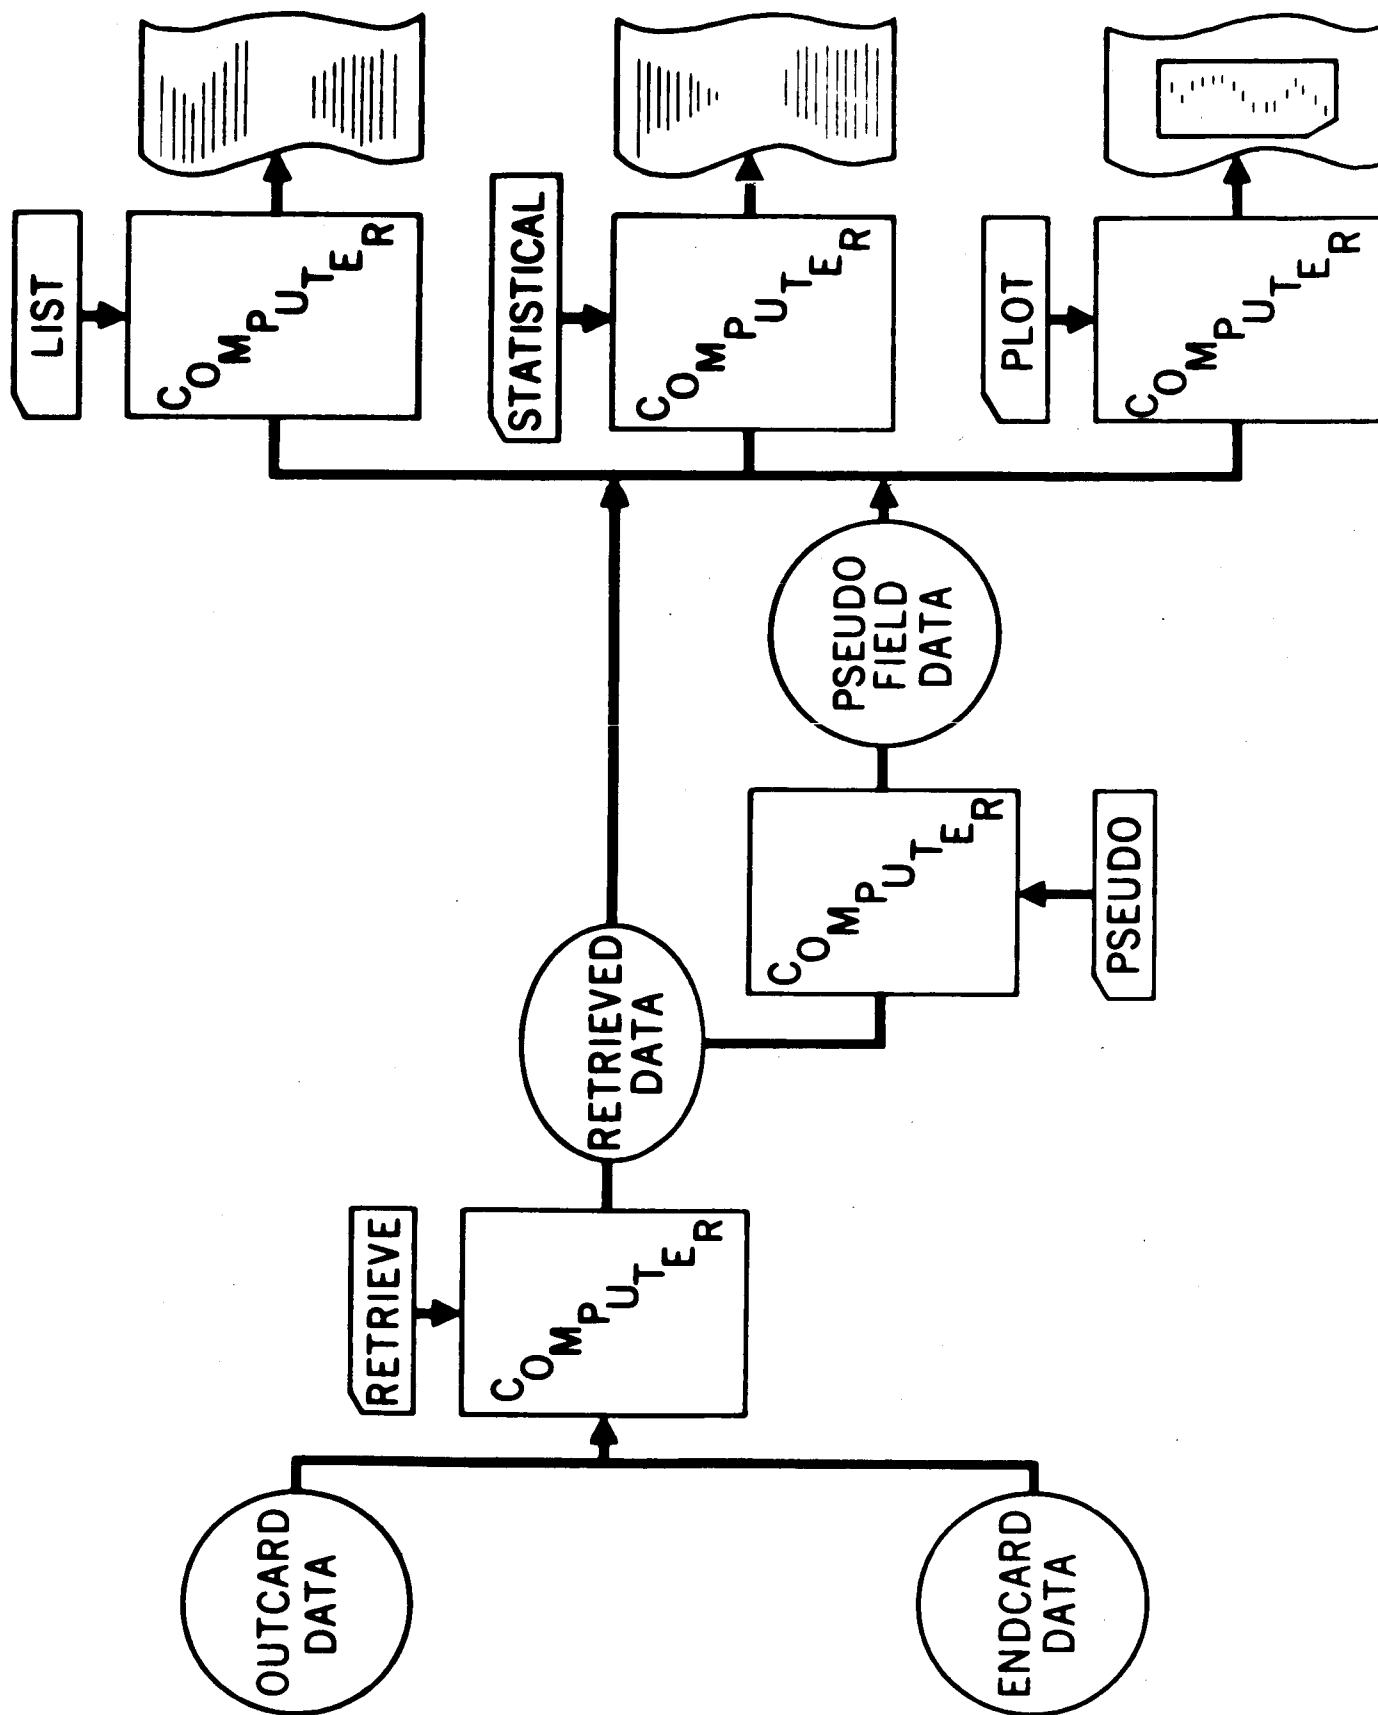 OUTCARD
DATA
ENDCARD
DATA
RETRIEVE
COMPUTER
RETRIEVED
DATA
PSEUDO
COMPUTER
PSEUDO
FIELD
DATA
LIST
COMPUTER
STATISTICAL
COMPUTER
PLOT
COMPUTER